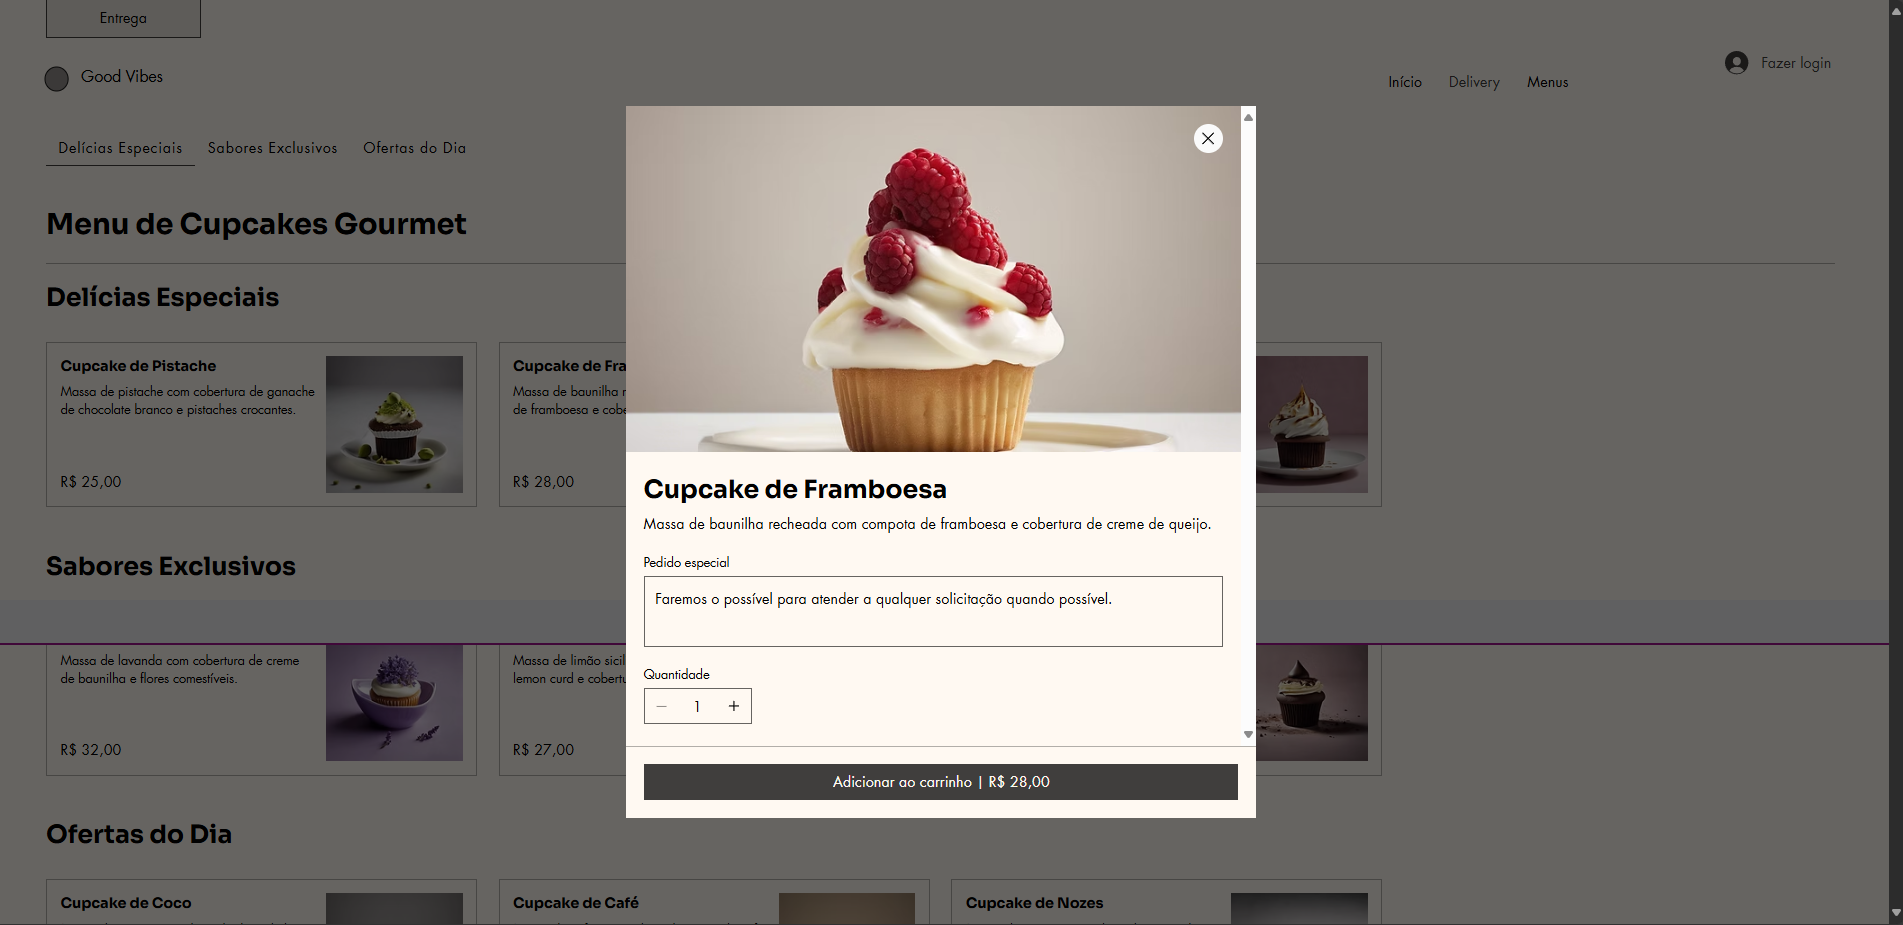 Entrega
Good Vibes
Início
Delivery
Menus
Fazer login
Delícias Especiais
Sabores Exclusivos
Ofertas do Dia
Menu de Cupcakes Gourmet
Delícias Especiais
Cupcake de Pistache
Massa de pistache com cobertura de ganache
de chocolate branco e pistaches crocantes.
R$ 25,00
Cupcake de Fra
Massa de baunilha r
de framboesa e cobe
R$ 28,00
Sabores Exclusivos
Massa de lavanda com cobertura de creme
de baunilha e flores comestíveis.
R$ 32,00
Massa de limão sicil
lemon curd e cobertu
R$ 27,00
Ofertas do Dia
Cupcake de Coco
Cupcake de Café
Cupcake de Nozes
Cupcake de Framboesa
Massa de baunilha recheada com compota de framboesa e cobertura de creme de queijo.
Pedido especial
Faremos o possível para atender a qualquer solicitação quando possível.
Quantidade
1
Adicionar ao carrinho | R$ 28,00